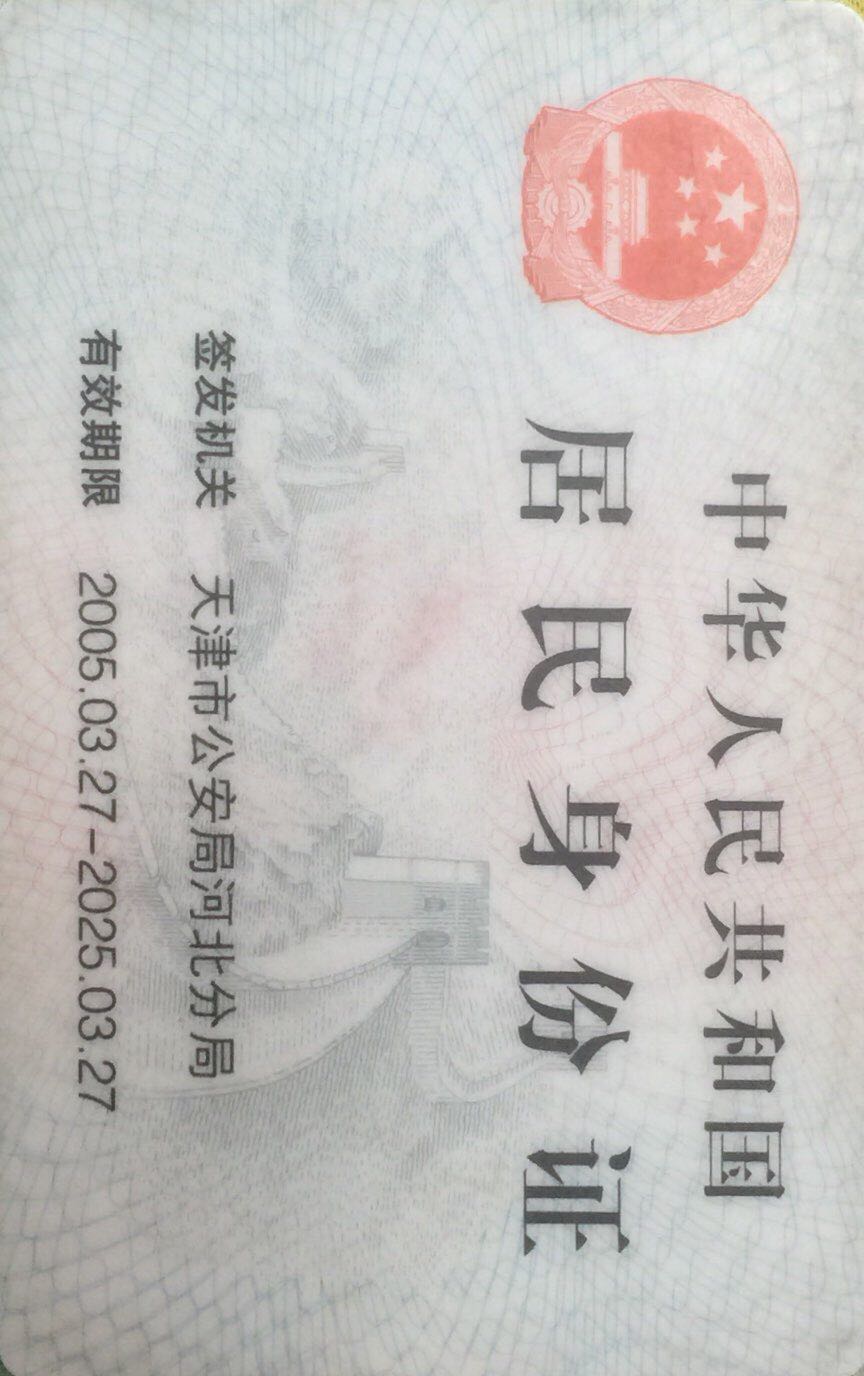 中华人民共和国
居民身份证
签发机关 天津市公安局河北分局
有效期限 2005.03.27-2025.03.27